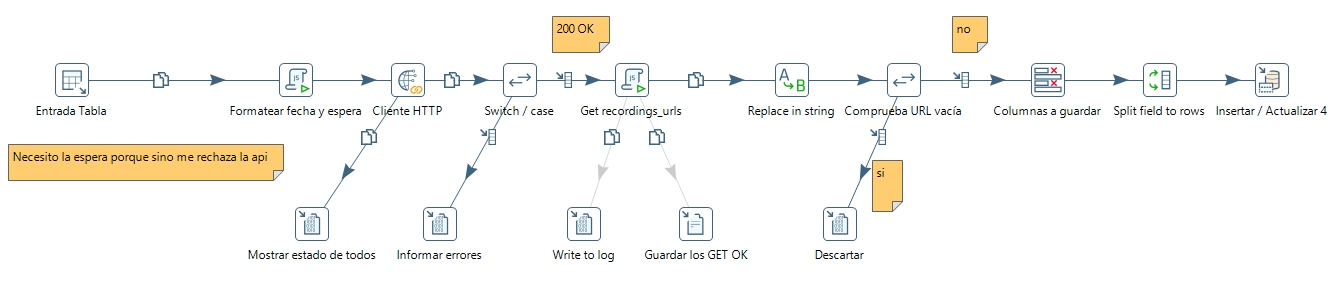 200 OK
no
Entrada Tabla
Formatear fecha y espera
Cliente HTTP
Switch / case
Get recordings_urls
Replace in string
Comprueba URL vacía
Columnas a guardar
Split field to rows
Insertar / Actualizar 4
Necesito la espera porque sino me rechaza la api
si
Mostrar estado de todos
Informar errores
Write to log
Guardar los GET OK
Descartar